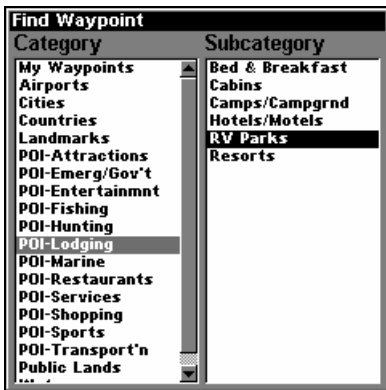 Find Waypoint
Category
My Waypoints
Airports
Cities
Countries
Landmarks
POI-Attractions
POI-Emerg/Gov't
POI-Entertainmnt
POI-Fishing
POI-Hunting
POI-Lodging
POI-Marine
POI-Restaurants
POI-Services
POI-Shopping
POI-Sports
POI-Transport'n
Public Lands
Subcategory
Bed & Breakfast
Cabins
Camps/Campgrnd
Hotels/Motels
RV Parks
Resorts